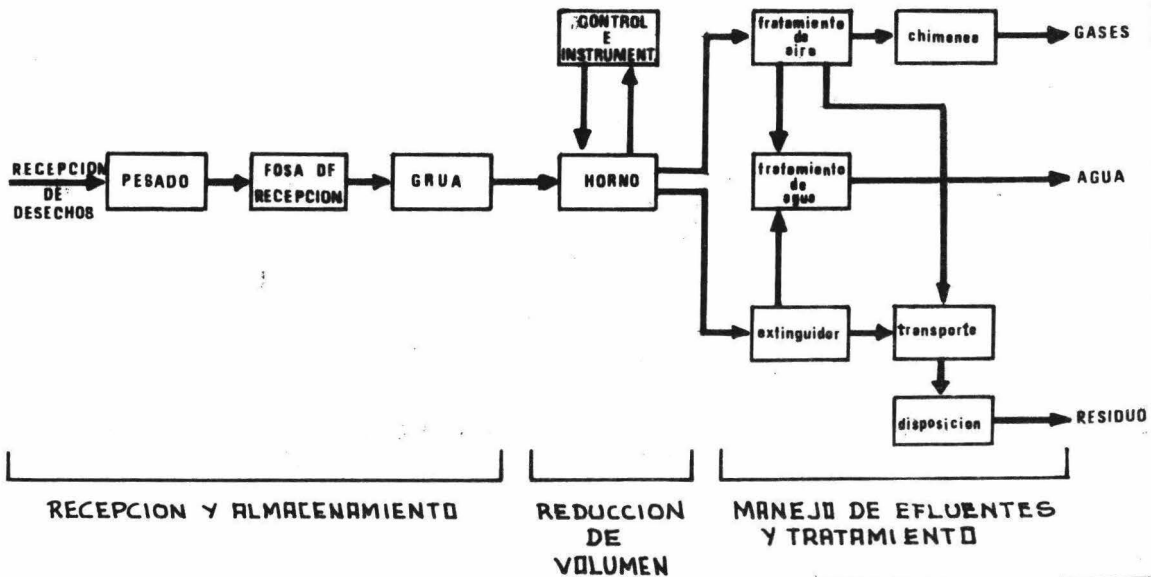 CONTROL
E
INSTRUMENT.
tratamiento
de
aire
chimenea
GASES
RECEPCION
DE
DESECHOS
PESADO
FOSA DE
RECEPCION
GRUA
HORNO
tratamiento
de
agua
AGUA
extinguidor
transporte
disposicion
RESIDUO
RECEPCION Y ALMACENAMIENTO
REDUCCION
DE
VOLUMEN
MANEJO DE EFLUENTES
Y TRATAMIENTO